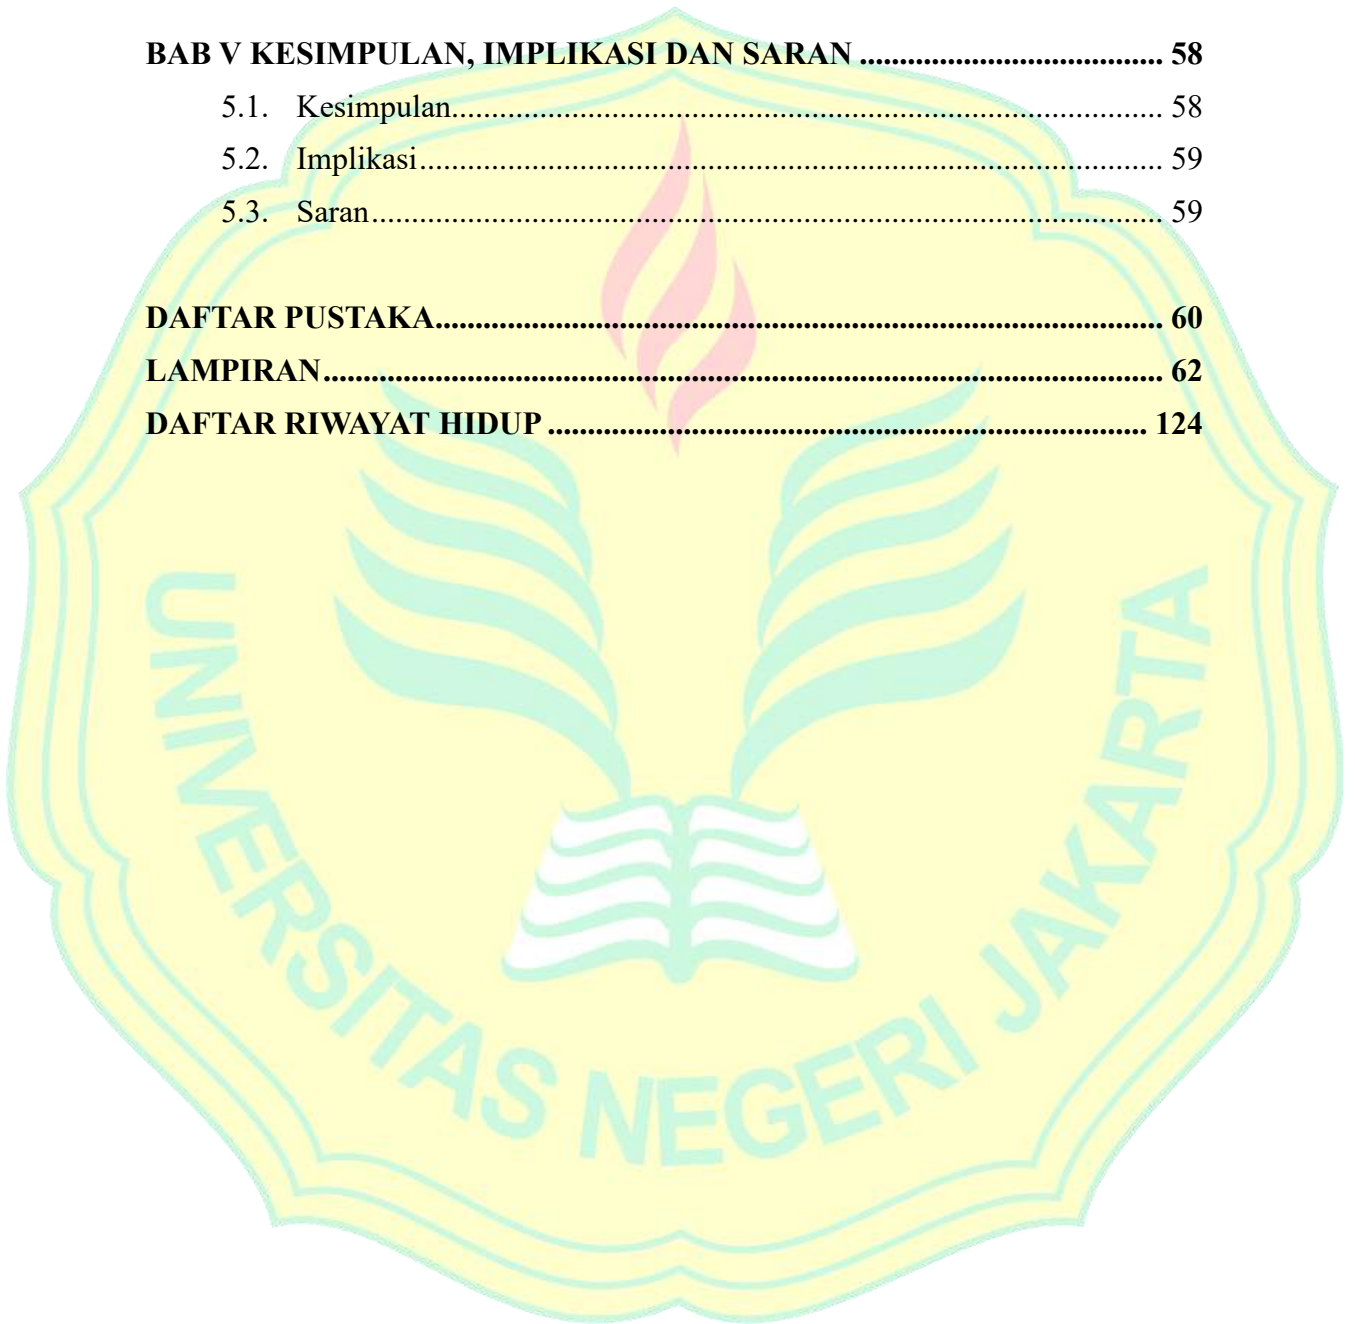 BAB V KESIMPULAN, IMPLIKASI DAN SARAN ...................................... 58
5.1. Kesimpulan.......................................................................................... 58
5.2. Implikasi.............................................................................................. 59
5.3. Saran.................................................................................................... 59
DAFTAR PUSTAKA............................................................................................ 60
LAMPIRAN.......................................................................................................... 62
DAFTAR RIWAYAT HIDUP ........................................................................... 124
UNIVERSITAS NEGERI JAKARTA